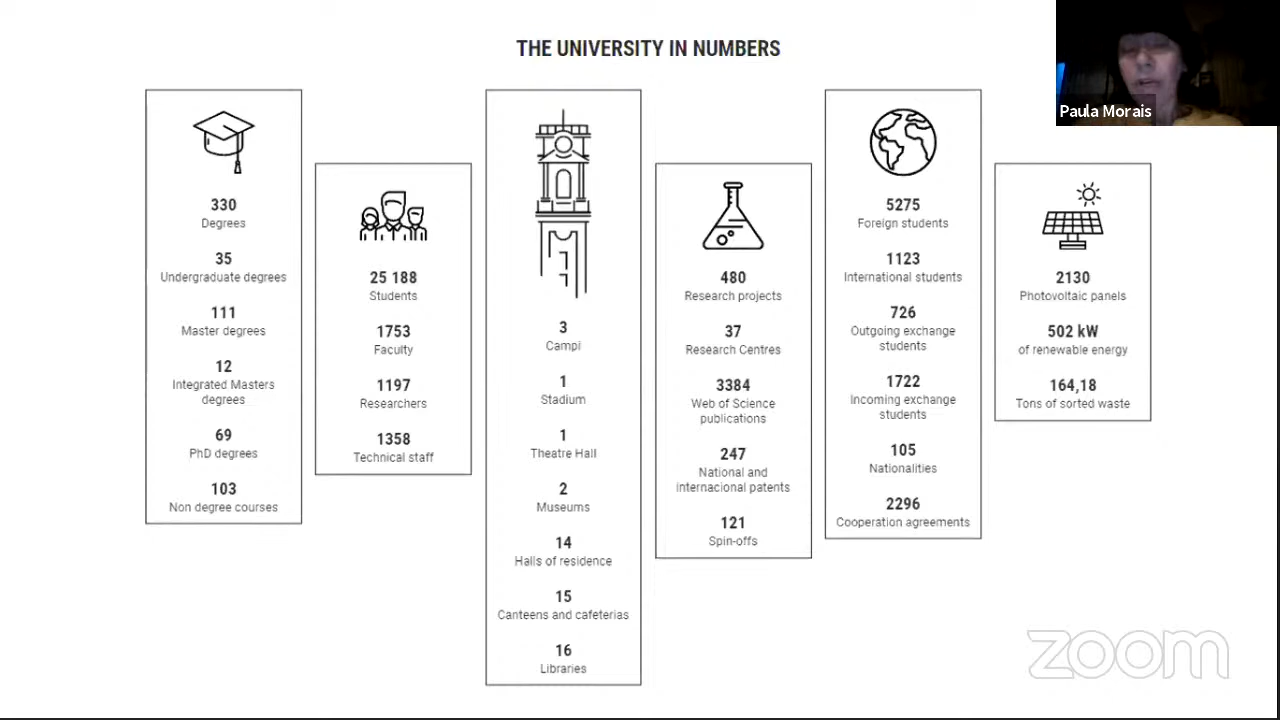 THE UNIVERSITY IN NUMBERS
Paula Morais
330
Degrees
35
Undergraduate degrees
111
Master degrees
12
Integrated Masters
degrees
69
PhD degrees
103
Non degree courses
25 188
Students
1753
Faculty
1197
Researchers
1358
Technical staff
3
Campi
1
Stadium
1
Theatre Hall
2
Museums
14
Halls of residence
15
Canteens and cafeterias
16
Libraries
480
Research projects
37
Research Centres
3384
Web of Science
publications
247
National and
internacional patents
121
Spin-offs
5275
Foreign students
1123
International students
726
Outgoing exchange
students
1722
Incoming exchange
students
105
Nationalities
2296
Cooperation agreements
2130
Photovoltaic panels
502 kW
of renewable energy
164,18
Tons of sorted waste
zoom